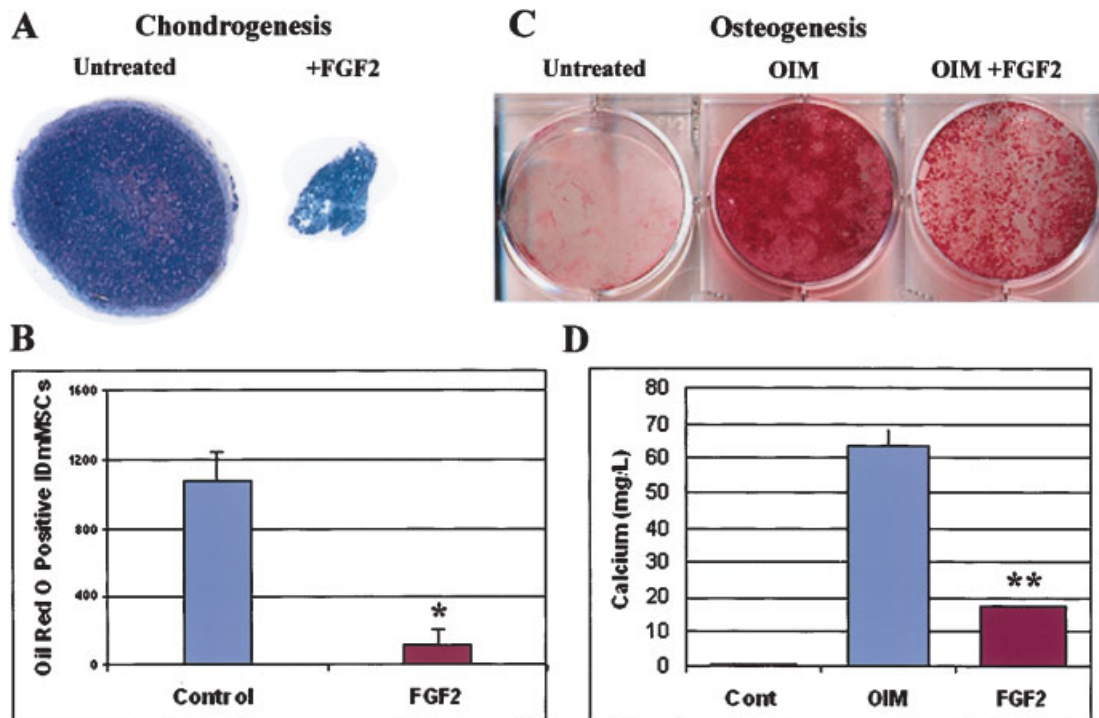 A
Chondrogenesis
Untreated
+FGF2
C
Osteogenesis
Untreated
OIM
OIM +FGF2
B
Oil Red O Positive IDmMSCs
1600
1200
800
400
0
*
Control
FGF2
D
Calcium (mg/L)
80
70
60
50
40
30
20
10
0
**
Cont
OIM
FGF2